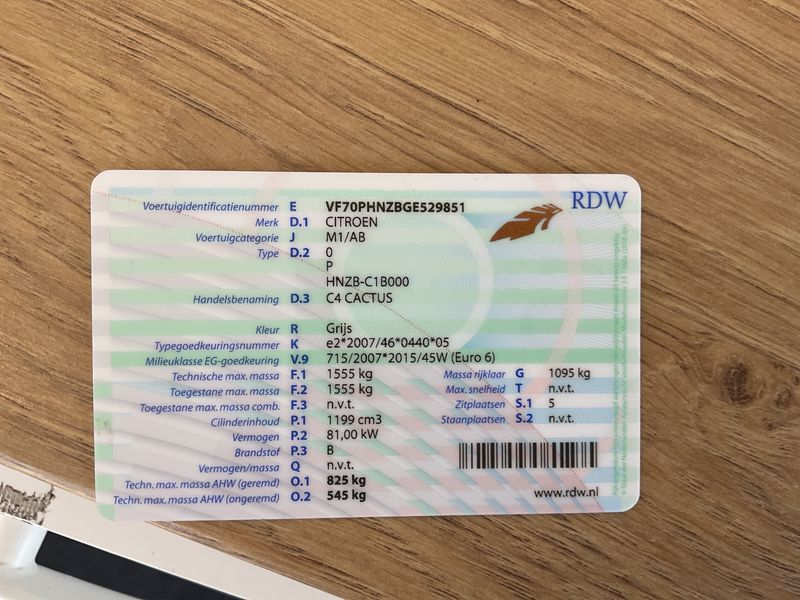 RDW
Voertuigidentificatienummer E VF70PHNZBGE529851
Merk D.1 CITROEN
Voertuigcategorie J M1/AB
Type D.2 0
P
HNZB-C1B000
Handelsbenaming D.3 C4 CACTUS
Kleur R Grijs
Typegoedkeuringsnummer K e2*2007/46*0440*05
Milieuklasse EG-goedkeuring V.9 715/2007*2015/45W (Euro 6)
Technische max. massa F.1 1555 kg Massa rijklaar G 1095 kg
Toegestane max. massa F.2 1555 kg Max. snelheid T n.v.t.
Toegestane max. massa comb. F.3 n.v.t. Zitplaatsen S.1 5
Cilinderinhoud P.1 1199 cm3 Staanplaatsen S.2 n.v.t.
Vermogen P.2 81,00 kW
Brandstof P.3 B
Vermogen/massa Q n.v.t.
Techn. max. massa AHW (geremd) O.1 825 kg
Techn. max. massa AHW (ongeremd) O.2 545 kg
www.rdw.nl